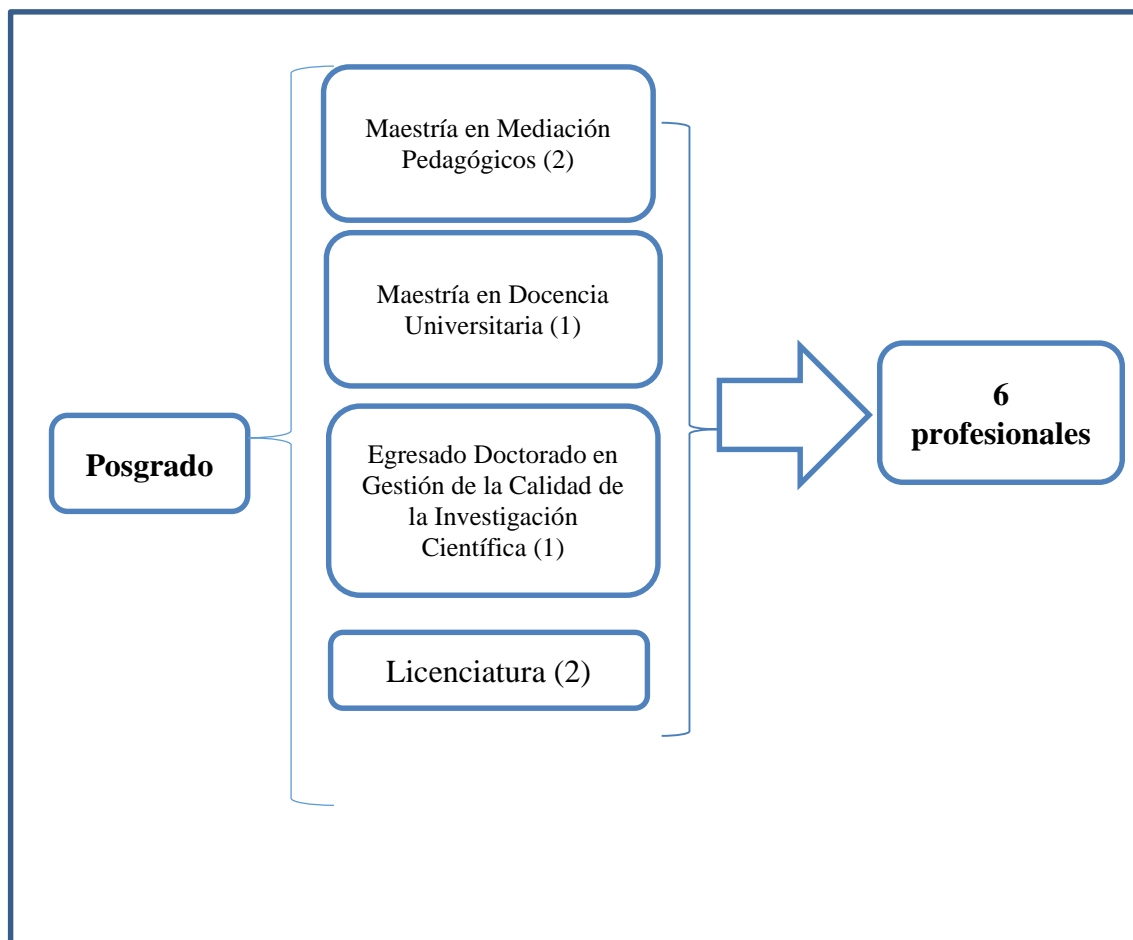 Posgrado
Maestría en Mediación
Pedagógicos (2)
Maestría en Docencia
Universitaria (1)
Egresado Doctorado en
Gestión de la Calidad de
la Investigación
Científica (1)
Licenciatura (2)
6
profesionales